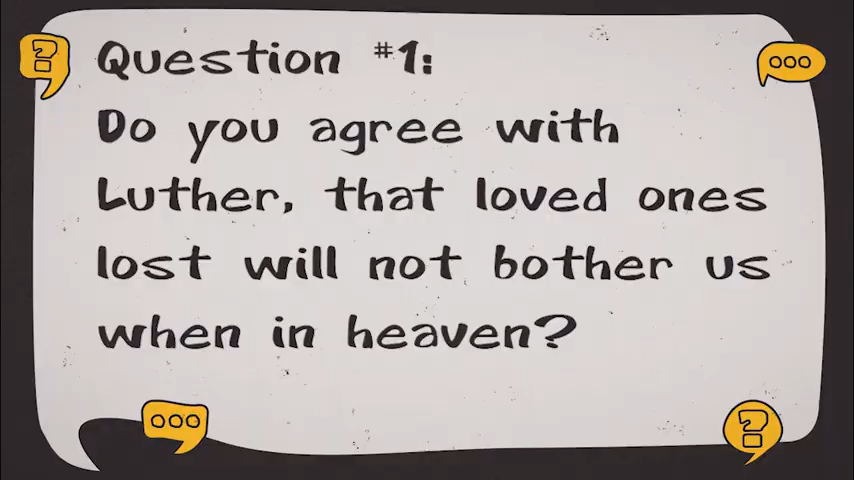 Question #1:
Do you agree with
Luther, that loved ones
lost will not bother us
when in heaven?